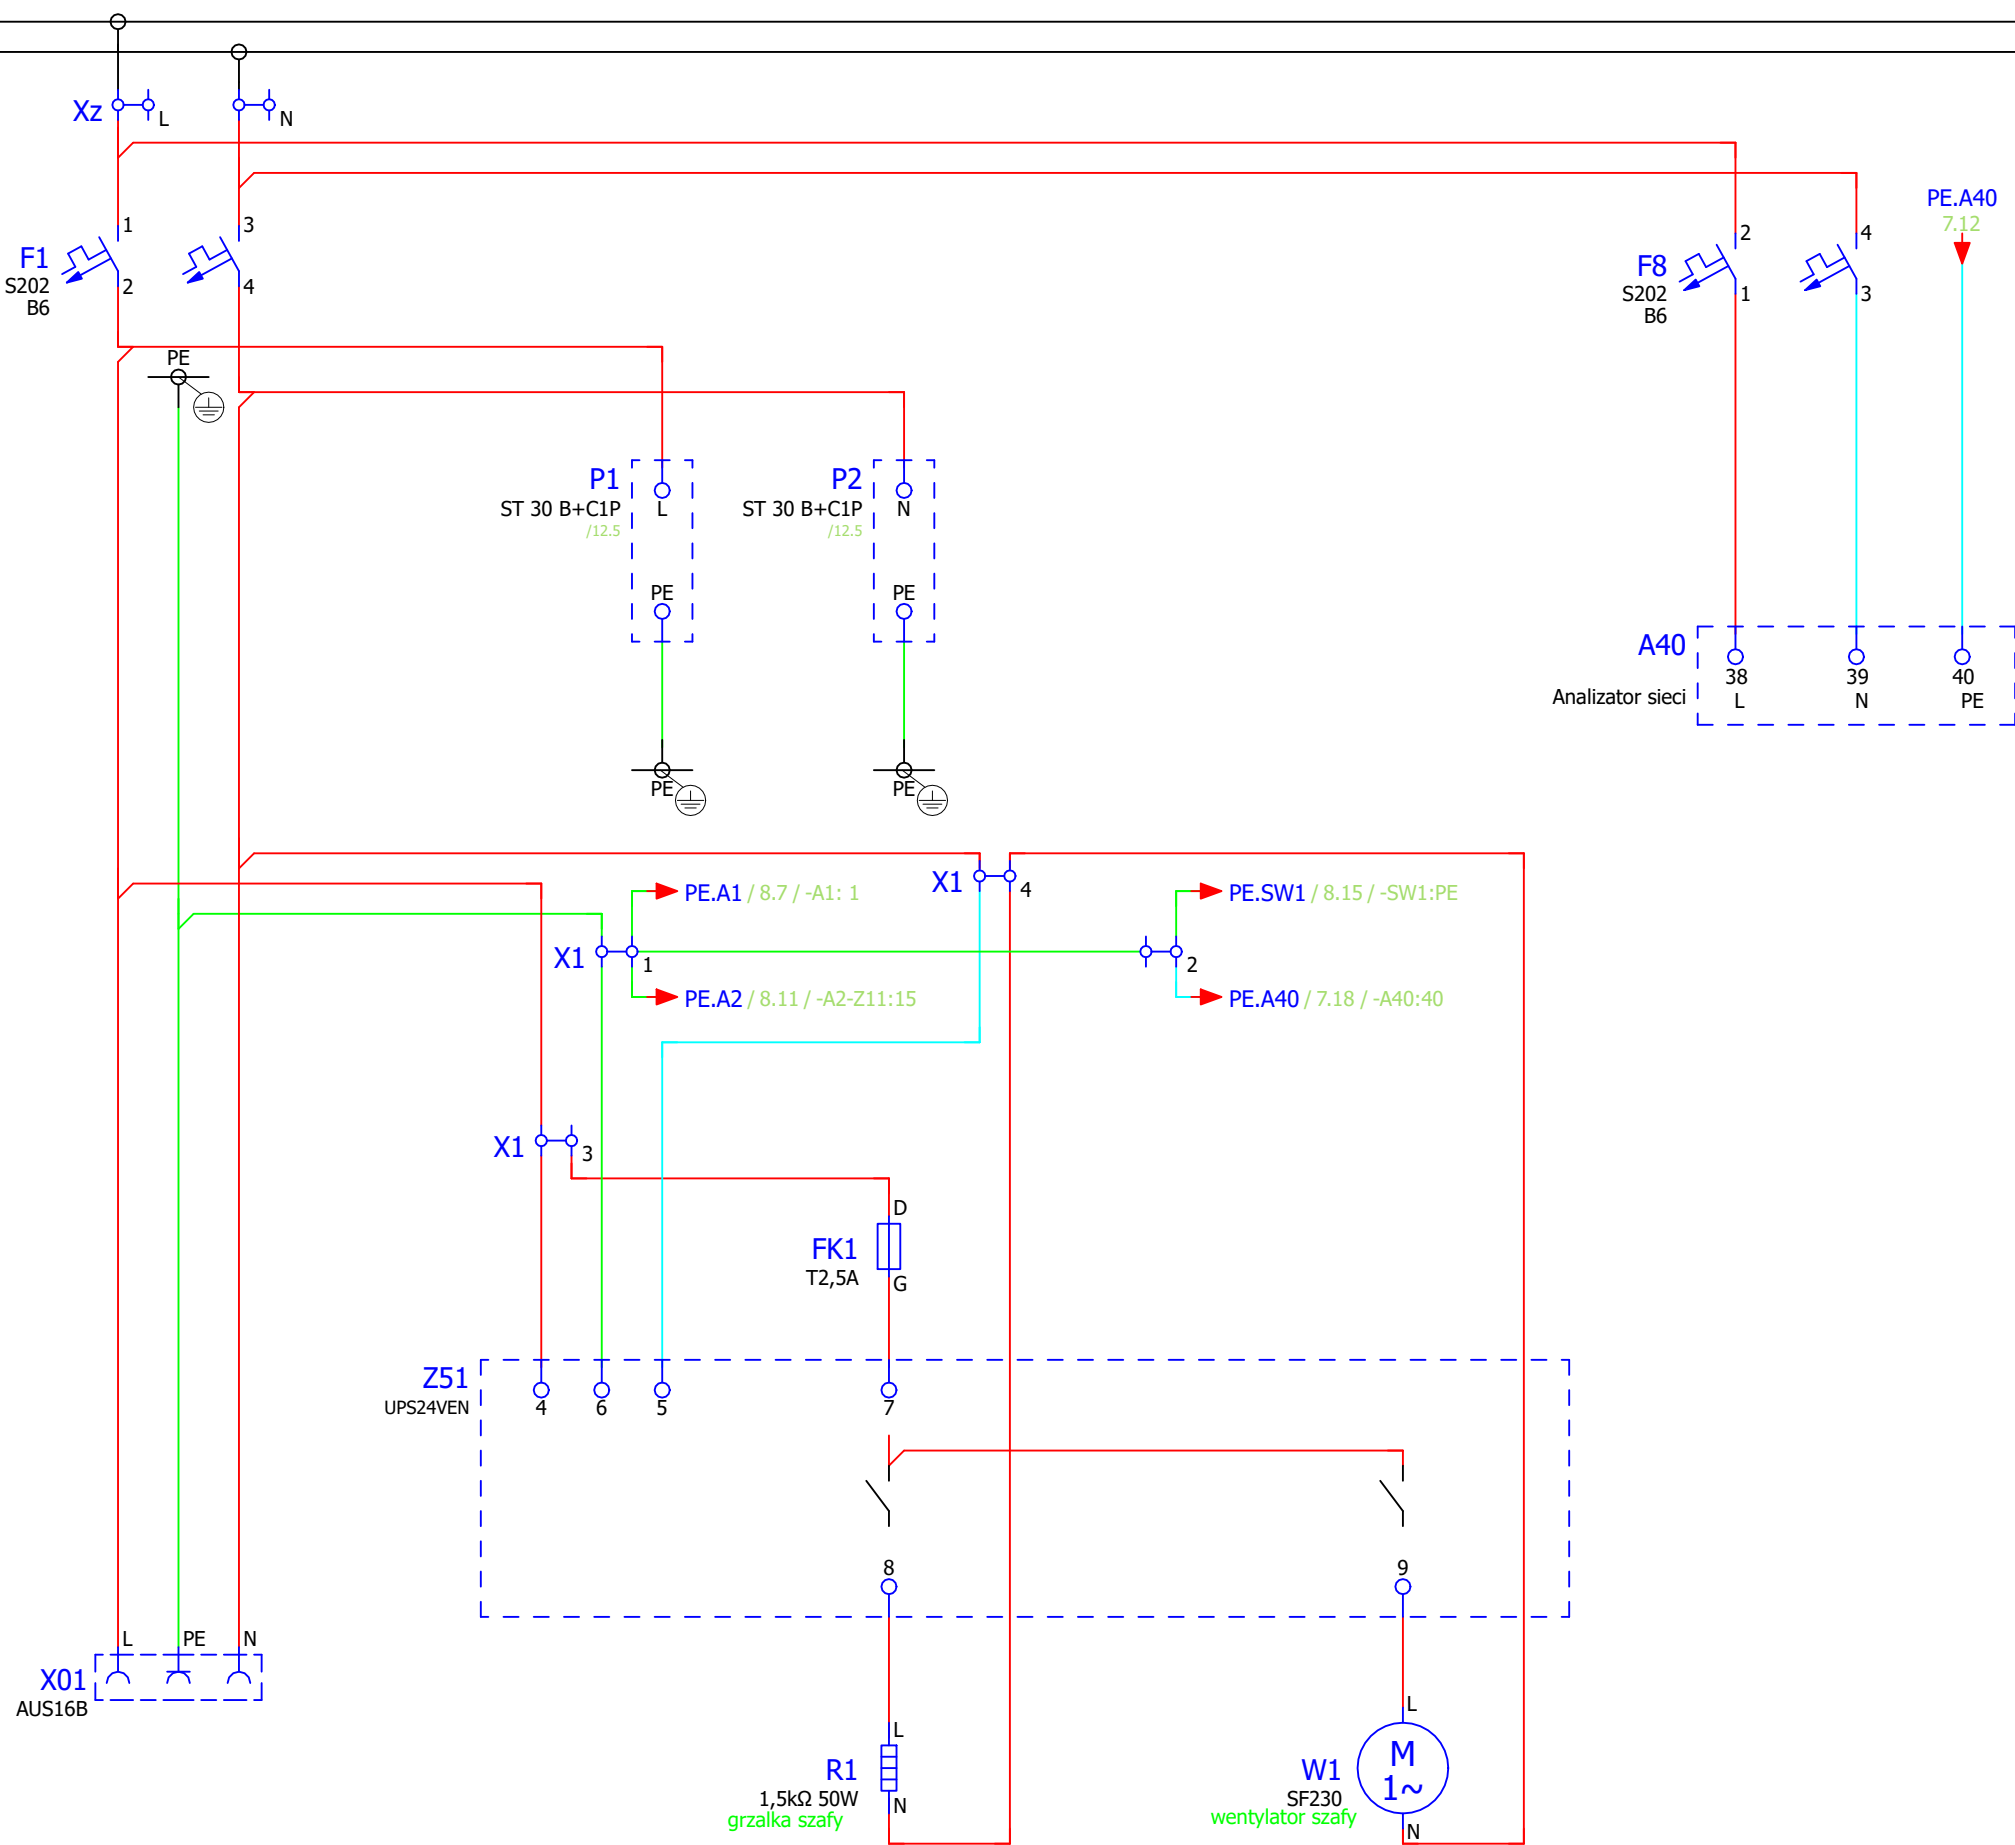 Xz
L
N
F1
S202
B6
1
2
3
4
F8
S202
B6
2
1
4
3
PE.A40
7.12
PE
P1
ST 30 B+C1P
/12.5
L
PE
PE
P2
ST 30 B+C1P
/12.5
N
PE
PE
A40
Analizator sieci
38
L
39
N
40
PE
X1
4
PE.A1 / 8.7 / -A1: 1
X1
1
PE.A2 / 8.11 / -A2-Z11:15
PE.SW1 / 8.15 / -SW1:PE
2
PE.A40 / 7.18 / -A40:40
X1
3
FK1
T2,5A
D
G
Z51
UPS24VEN
4
6
5
7
8
9
X01
AUS16B
L
PE
N
R1
1,5kΩ 50W
grzalka szafy
L
N
W1
SF230
wentylator szafy
L
M
1~
N